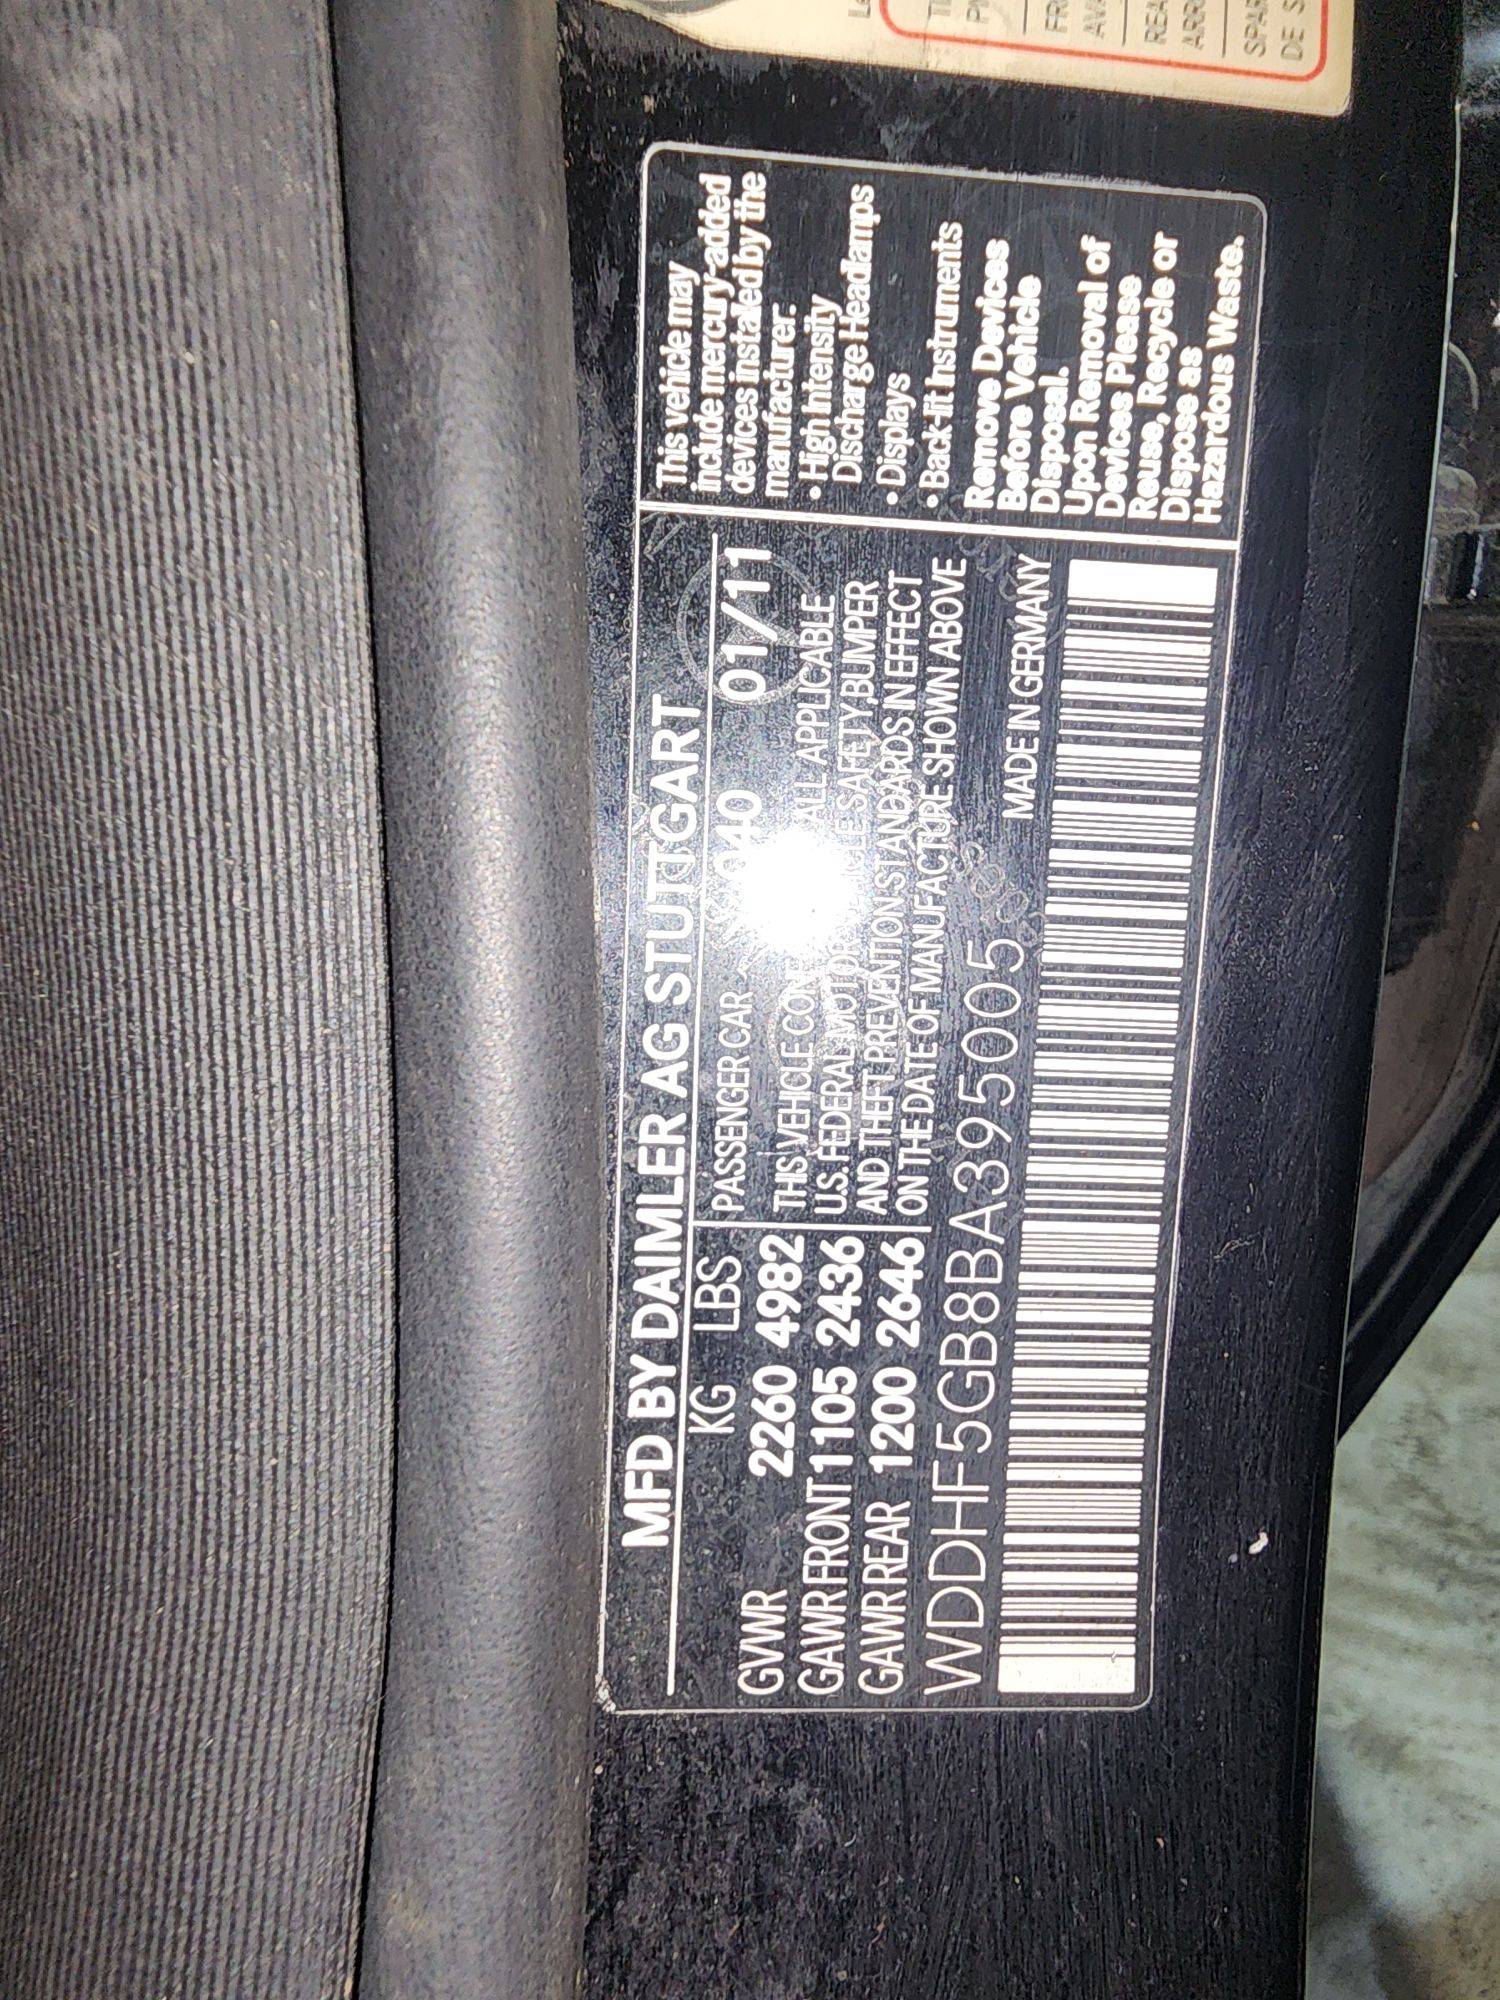 MFD BY DAIMLER AG STUTTGART
KG LBS
GVWR 2260 4982
GAWR FRONT 1105 2436
GAWR REAR 1200 2646
PASSENGER CAR 040 01/11
THIS VEHICLE ALL APPLICABLE
U.S. FEDERAL MOTOR SAFETY, BUMPER
AND THEFT PREVENTION STANDARDS IN EFFECT
ON THE DATE OF MANUFACTURE SHOWN ABOVE
WDDHF5GB8BA395005
MADE IN GERMANY
This vehicle may
include mercury-added
devices installed by the
manufacturer:
• High Intensity
Discharge Headlamps
• Displays
• Back-lit Instruments
Remove Devices
Before Vehicle
Disposal.
Upon Removal of
Devices Please
Reuse, Recycle or
Dispose as
Hazardous Waste.
DE S